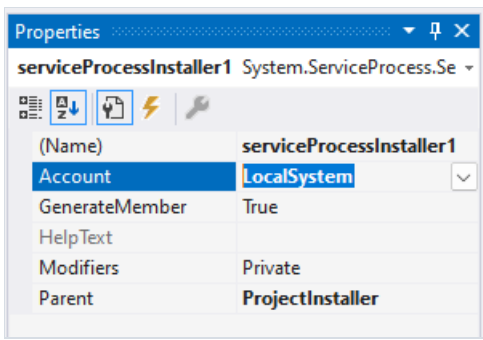 Properties
serviceProcessInstaller1 System.ServiceProcess.Se
(Name) serviceProcessInstaller1
Account LocalSystem
GenerateMember True
HelpText
Modifiers Private
Parent ProjectInstaller